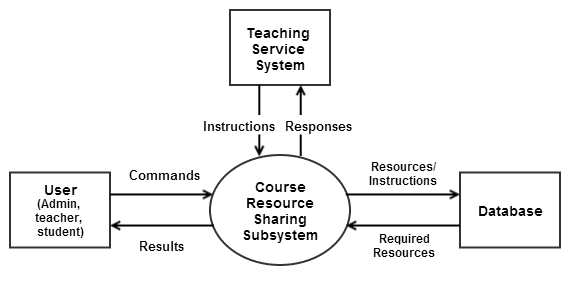 Teaching
Service
System
Instructions
Responses
Commands
Resources/
Instructions
User
(Admin,
teacher,
student)
Course
Resource
Sharing
Subsystem
Database
Results
Required
Resources